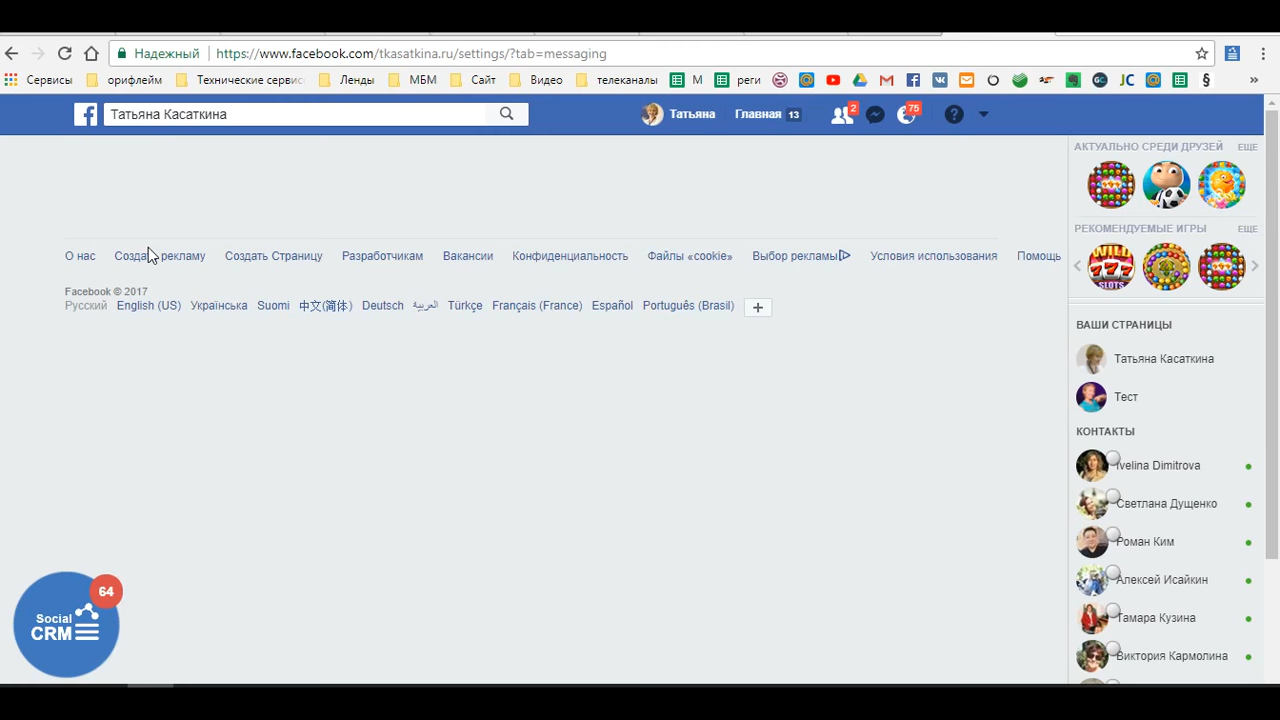 Надежный https://www.facebook.com/tkasatkina.ru/settings/?tab=messaging
Сервисы орифлейм Технические сервис Ленды МБМ Сайт Видео телеканалы М реги
Татьяна Касаткина Татьяна Главная 13 2 75
АКТУАЛЬНО СРЕДИ ДРУЗЕЙ ЕЩЕ
РЕКОМЕНДУЕМЫЕ ИГРЫ ЕЩЕ
О нас Создать рекламу Создать Страницу Разработчикам Вакансии Конфиденциальность Файлы «cookie» Выбор рекламы Условия использования Помощь
Facebook © 2017
Русский English (US) Українська Suomi 中文(简体) Deutsch العربية Türkçe Français (France) Español Português (Brasil) +
ВАШИ СТРАНИЦЫ
Татьяна Касаткина
Тест
КОНТАКТЫ
Ivelina Dimitrova
Светлана Дущенко
Роман Ким
Алексей Исайкин
Тамара Кузина
Виктория Кармолина
64
Social
CRM